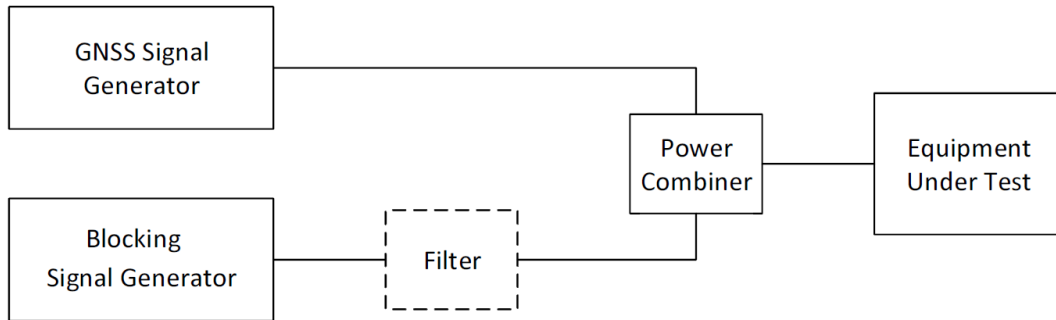 GNSS Signal
Generator
Power
Combiner
Equipment
Under Test
Blocking
Signal Generator
Filter